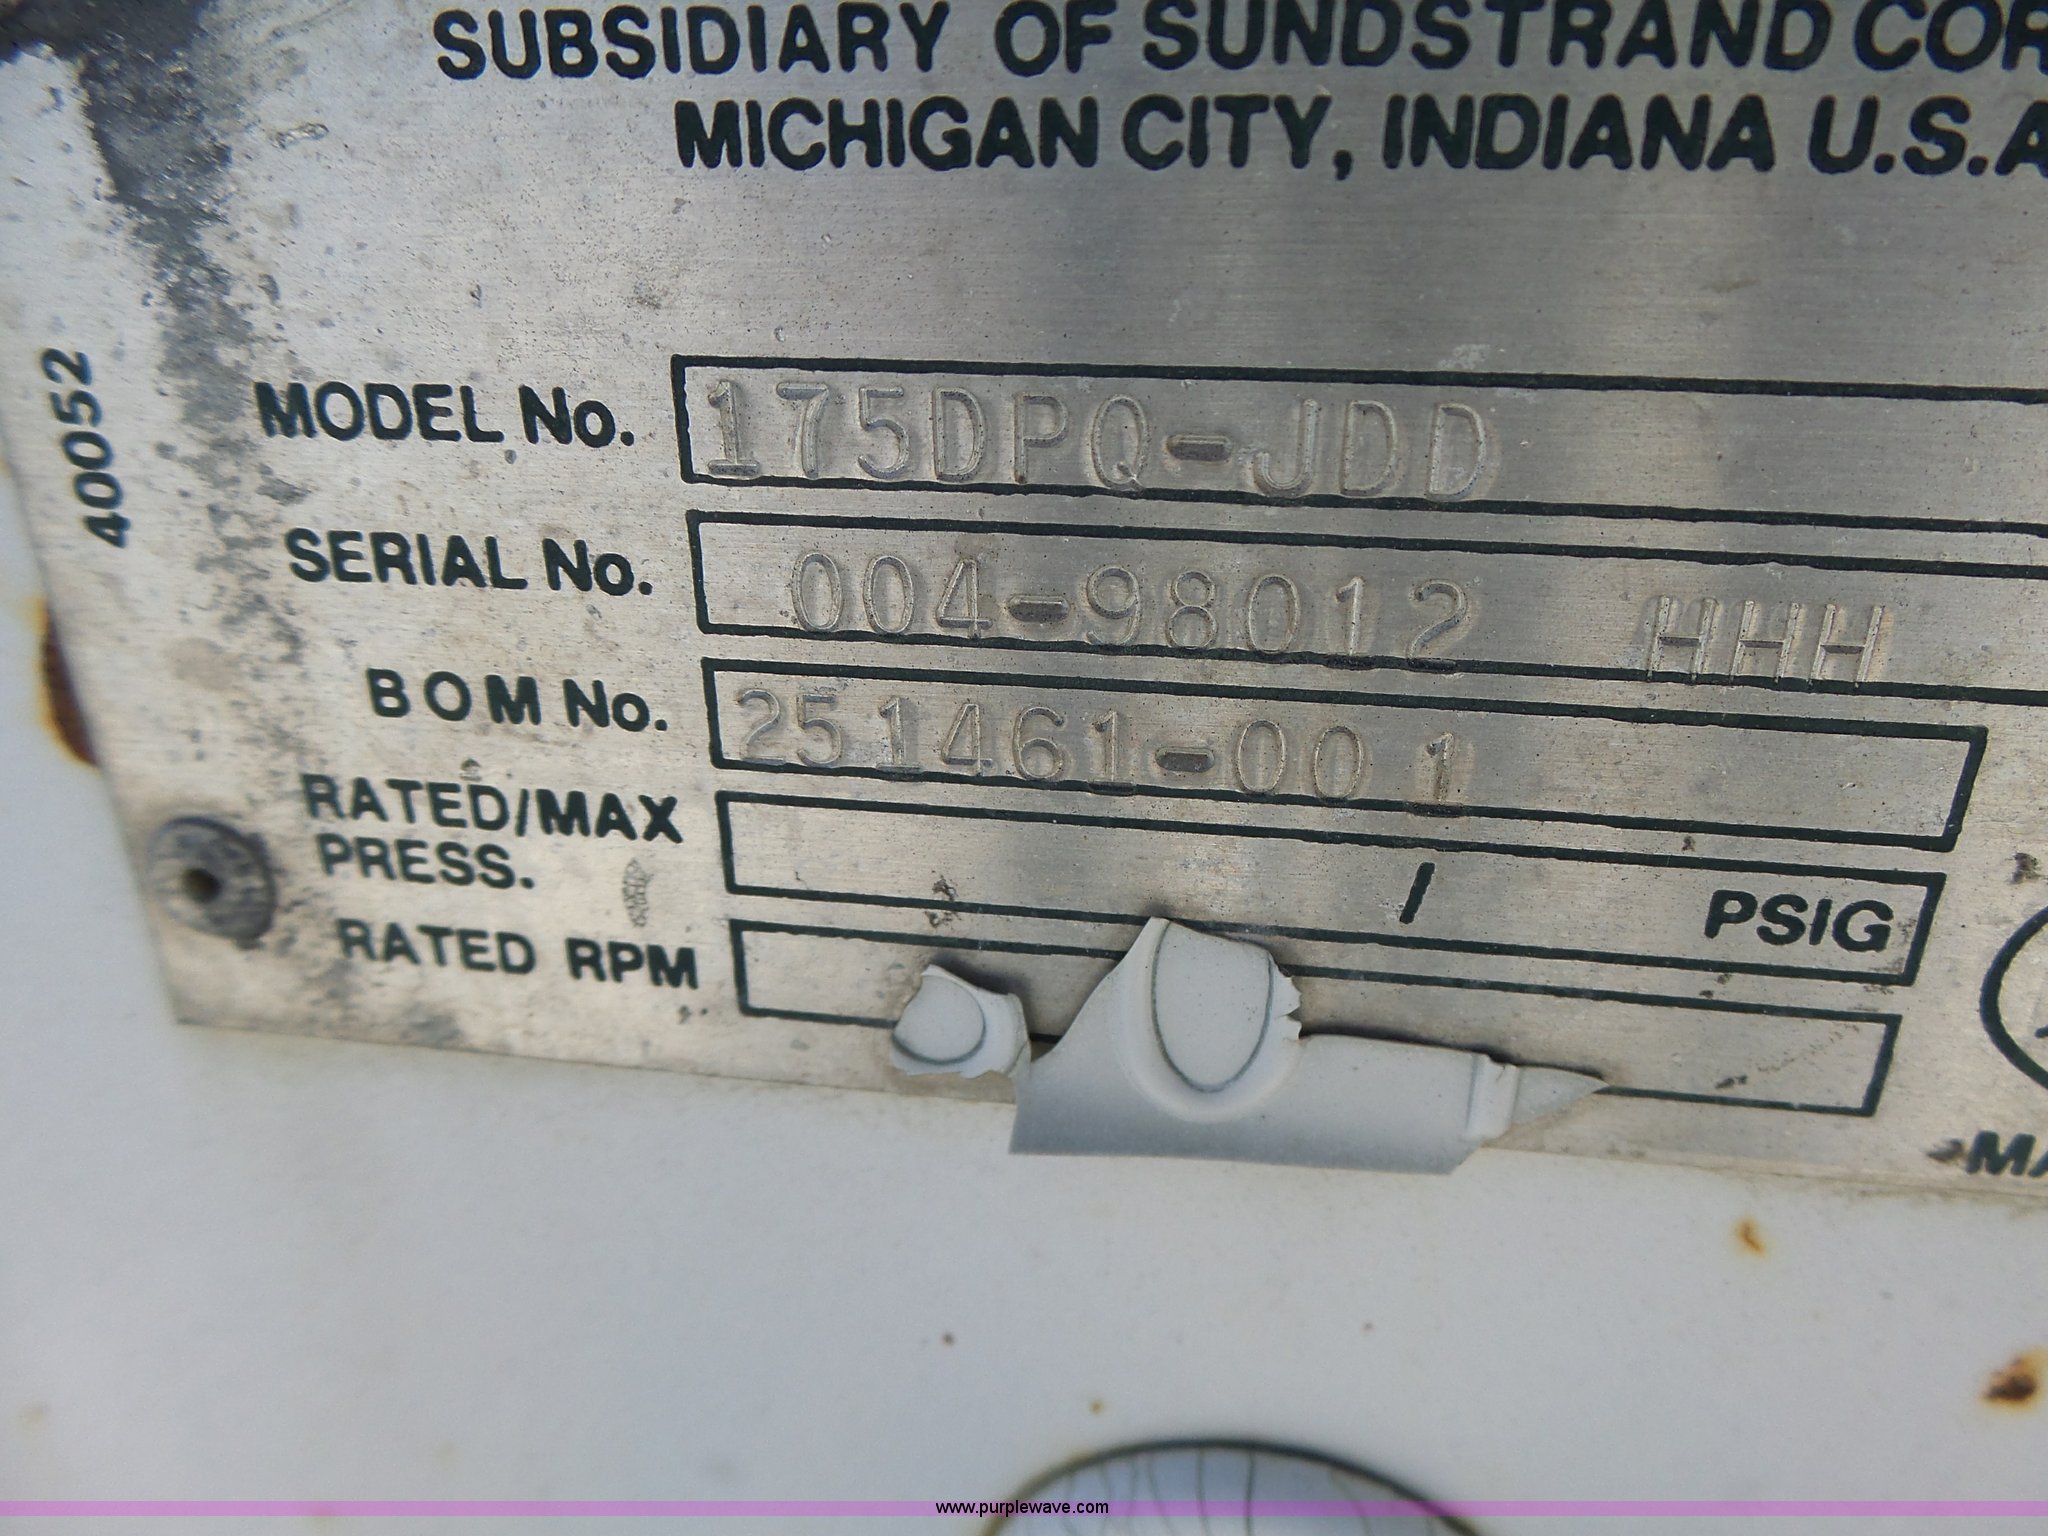 SUBSIDIARY OF SUNDSTRAND COR
MICHIGAN CITY, INDIANA U.S.A
40052
MODEL No. 175DPQ-JDD
SERIAL No. 004-98012 HHH
BOM No. 251461-001
RATED/MAX
PRESS. / PSIG
RATED RPM
MA
www.purplewave.com